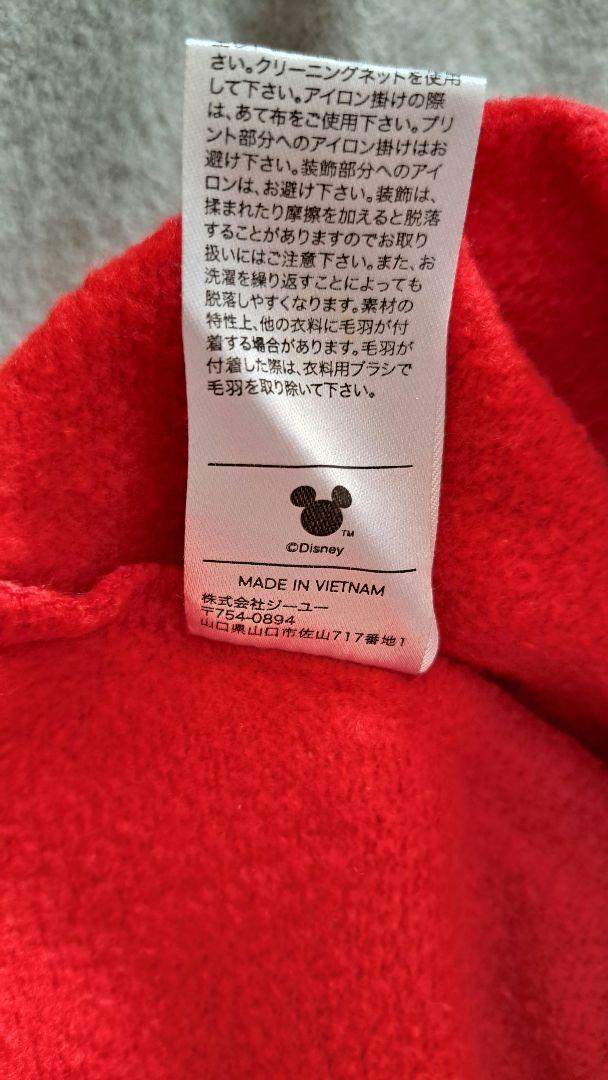 さい。クリーニングネットを使用
して下さい。アイロン掛けの際
は、あて布をご使用下さい。プリ
ント部分へのアイロン掛けはお
避け下さい。装飾部分へのアイ
ロンは、お避け下さい。装飾は、
揉まれたり摩擦を加えると脱落
することがありますのでお取り
扱いにはご注意下さい。また、お
洗濯を繰り返すことによっても
脱落しやすくなります。素材の
特性上、他の衣料に毛羽が付
着する場合があります。毛羽が
付着した際は、衣料用ブラシで
毛羽を取り除いて下さい。
TM
©Disney
MADE IN VIETNAM
株式会社ジーユー
〒754-0894
山口県山口市佐山717番地1